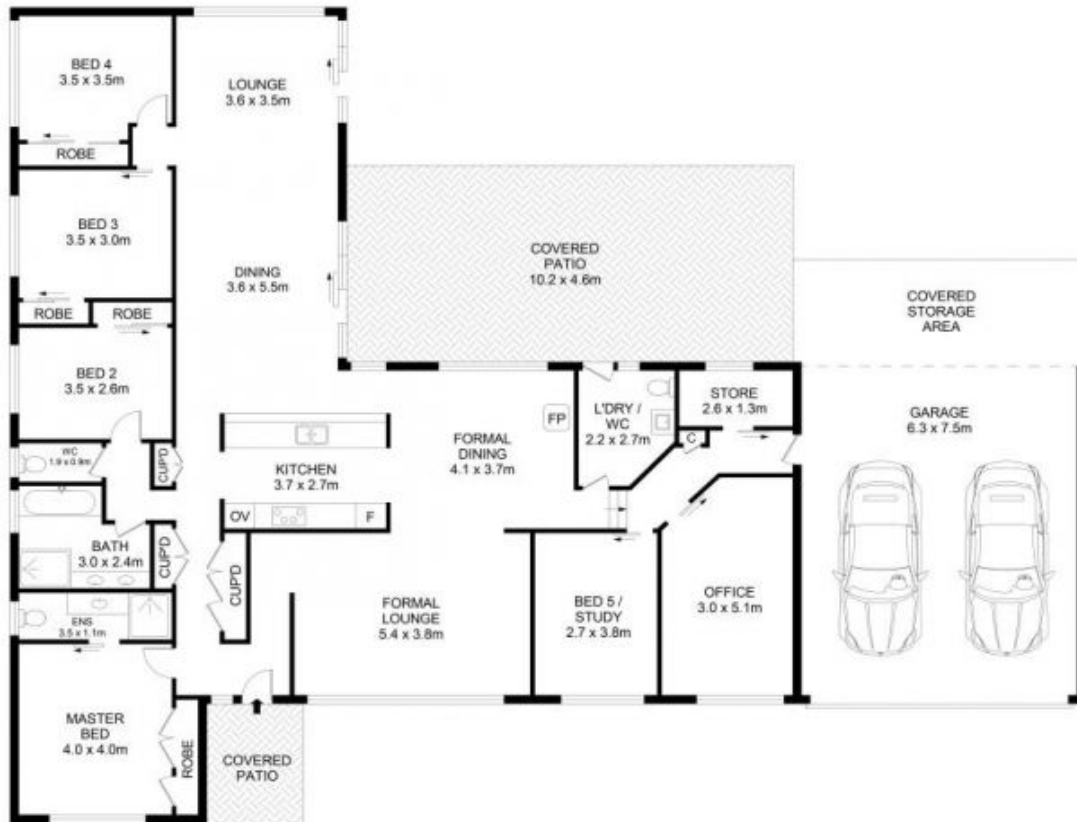 BED 4
3.5 x 3.5m
LOUNGE
3.6 x 3.5m
ROBE
BED 3
3.5 x 3.0m
COVERED
PATIO
10.2 x 4.6m
DINING
3.6 x 5.5m
COVERED
STORAGE
AREA
ROBE
ROBE
BED 2
3.5 x 2.6m
STORE
2.6 x 1.3m
L'DRY /
WC
2.2 x 2.7m
FP
GARAGE
6.3 x 7.5m
C
FORMAL
DINING
4.1 x 3.7m
WC
1.9 x 0.9m
CUP'D
KITCHEN
3.7 x 2.7m
OV
F
BATH
3.0 x 2.4m
CUP'D
CUP'D
ENS
3.5 x 1.1m
FORMAL
LOUNGE
5.4 x 3.8m
BED 5 /
STUDY
2.7 x 3.8m
OFFICE
3.0 x 5.1m
MASTER
BED
4.0 x 4.0m
ROBE
COVERED
PATIO